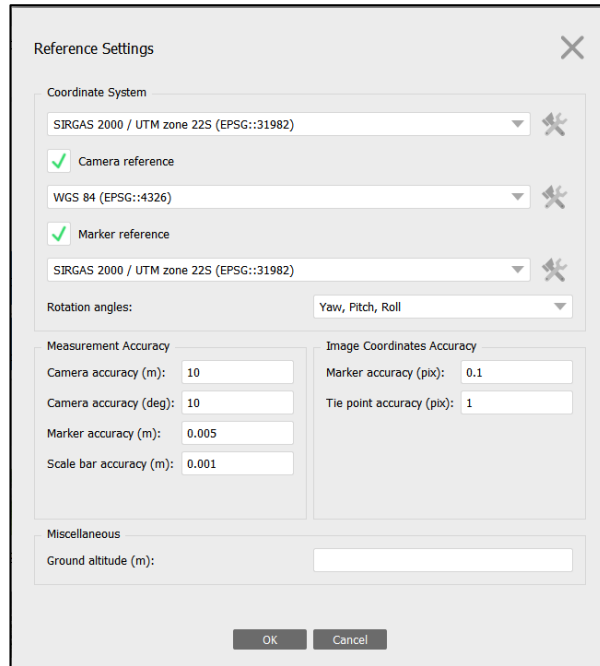 Reference Settings
Coordinate System
SIRGAS 2000 / UTM zone 22S (EPSG::31982)
Camera reference
WGS 84 (EPSG::4326)
Marker reference
SIRGAS 2000 / UTM zone 22S (EPSG::31982)
Rotation angles: Yaw, Pitch, Roll
Measurement Accuracy
Camera accuracy (m): 10
Camera accuracy (deg): 10
Marker accuracy (m): 0.005
Scale bar accuracy (m): 0.001
Image Coordinates Accuracy
Marker accuracy (pix): 0.1
Tie point accuracy (pix): 1
Miscellaneous
Ground altitude (m):
OK Cancel